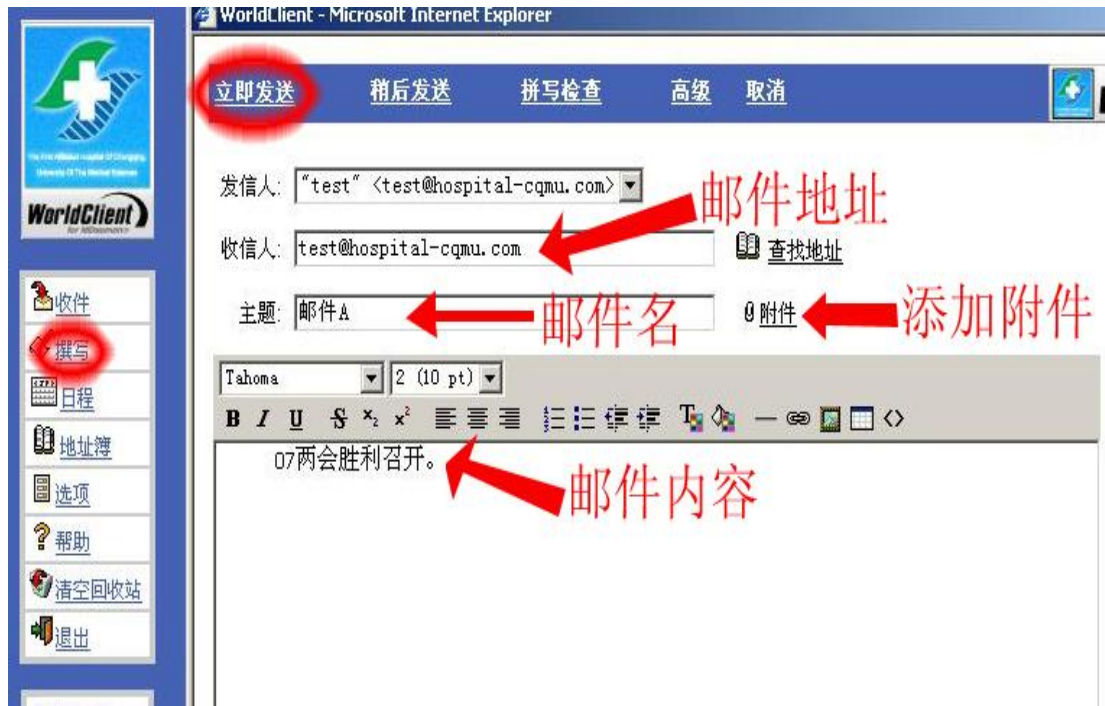 WorldClient - Microsoft Internet Explorer
立即发送 稍后发送 拼写检查 高级 取消
WorldClient
发信人: "test" <test@hospital-cqmu.com>
邮件地址
收信人: test@hospital-cqmu.com 查找地址
主题: 邮件A 邮件名 附件 添加附件
收件
撰写
日程
地址簿
选项
帮助
清空回收站
退出
Tahoma 2 (10 pt)
B I U S x₂ x²
07两会胜利召开。
邮件内容